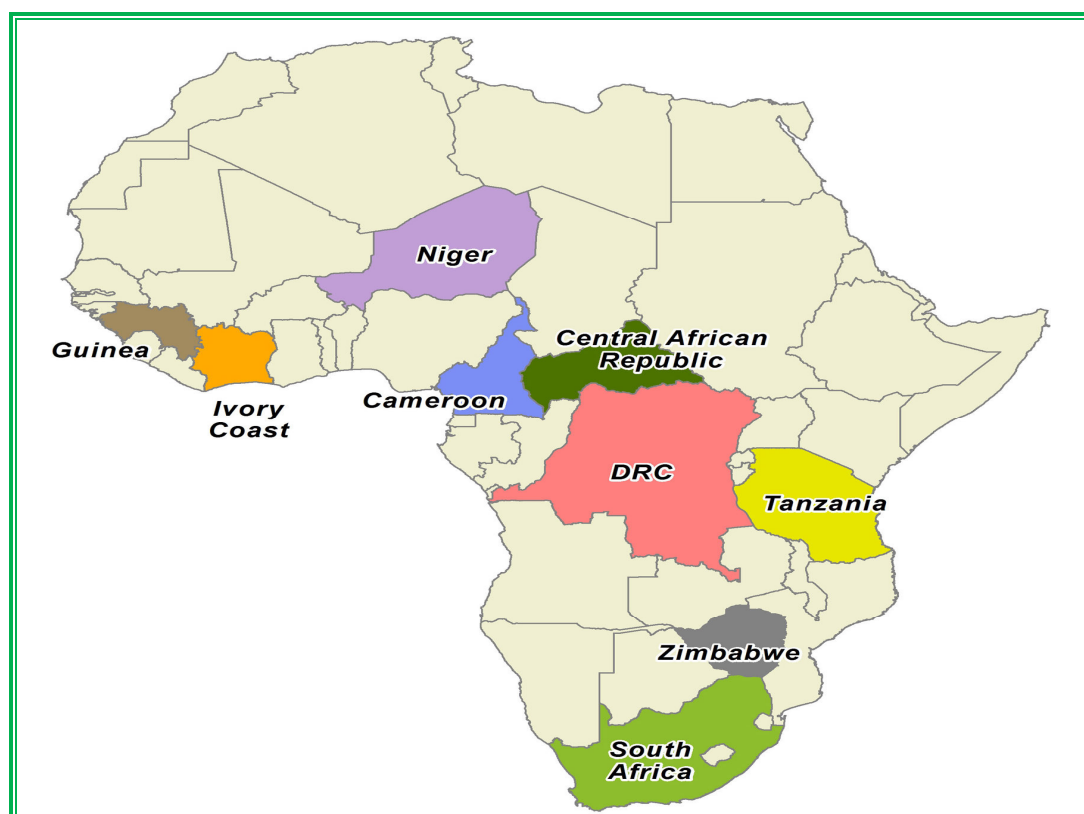 Niger
Central African
Republic
Guinea
Cameroon
Ivory
Coast
DRC
Tanzania
Zimbabwe
South
Africa